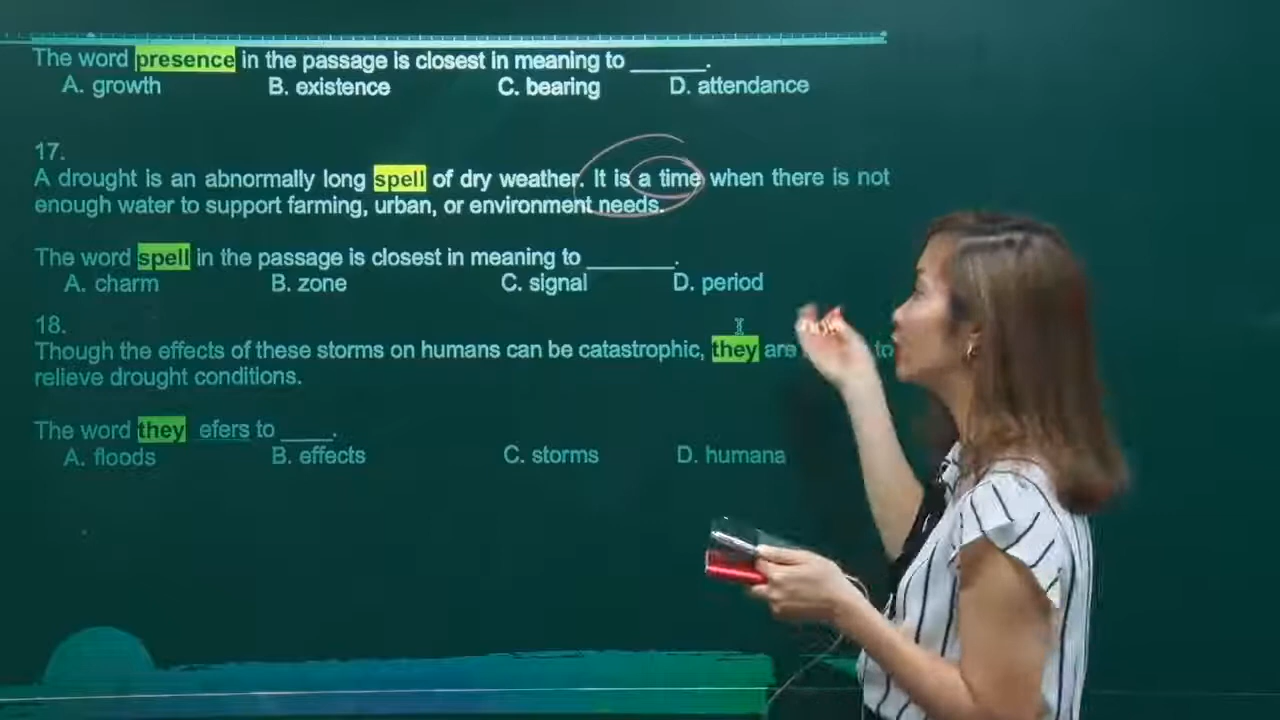 The word presence in the passage is closest in meaning to ______.
A. growth B. existence C. bearing D. attendance
17.
A drought is an abnormally long spell of dry weather. It is a time when there is not
enough water to support farming, urban, or environment needs.
The word spell in the passage is closest in meaning to _______.
A. charm B. zone C. signal D. period
18.
Though the effects of these storms on humans can be catastrophic, they are to
relieve drought conditions.
The word they efers to ____.
A. floods B. effects C. storms D. humana